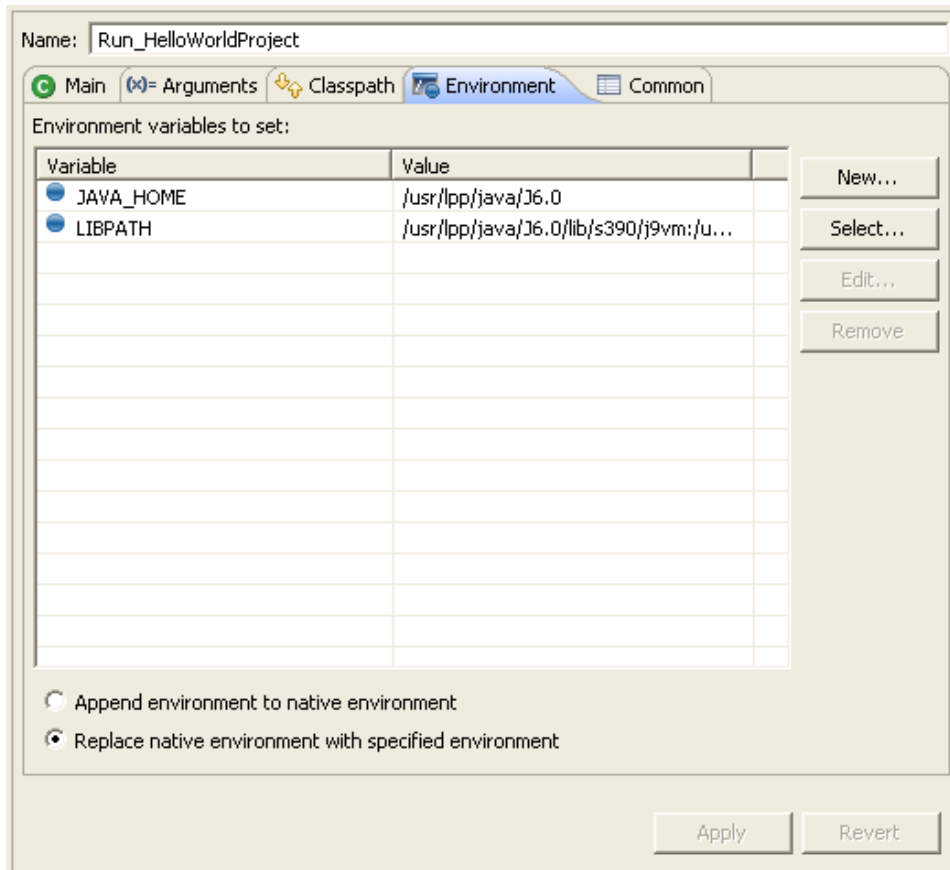 Name: Run_HelloWorldProject
Main (x)= Arguments Classpath Environment Common
Environment variables to set:
Variable Value
JAVA_HOME /usr/lpp/java/J6.0
LIBPATH /usr/lpp/java/J6.0/lib/s390/j9vm:/u...
New...
Select...
Edit...
Remove
Append environment to native environment
Replace native environment with specified environment
Apply Revert